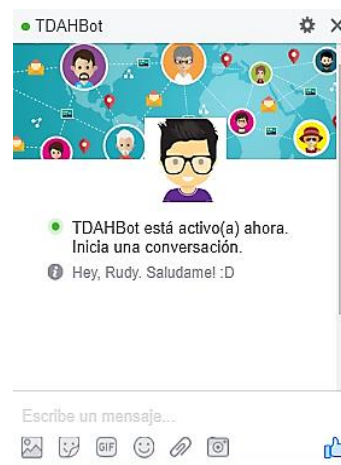 TDAHBot
TDAHBot está activo(a) ahora.
Inicia una conversación.
Hey, Rudy. Saludame! :D
Escribe un mensaje...
GIF